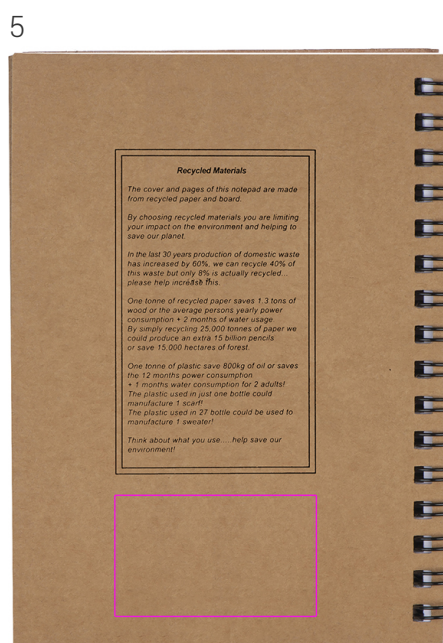 5
Recycled Materials
The cover and pages of this notepad are made
from recycled paper and board.
By choosing recycled materials you are limiting
your impact on the environment and helping to
save our planet.
In the last 30 years production of domestic waste
has increased by 60%, we can recycle 40% of
this waste but only 8% is actually recycled...
please help increase this.
One tonne of recycled paper saves 1.3 tons of
wood or the average persons yearly power
consumption + 2 months of water usage.
By simply recycling 25,000 tonnes of paper we
could produce an extra 15 billion pencils
or save 15,000 hectares of forest.
One tonne of plastic save 800kg of oil or saves
the 12 months power consumption
+ 1 months water consumption for 2 adults!
The plastic used in just one bottle could
manufacture 1 scarf!
The plastic used in 27 bottle could be used to
manufacture 1 sweater!
Think about what you use.....help save our
environment!